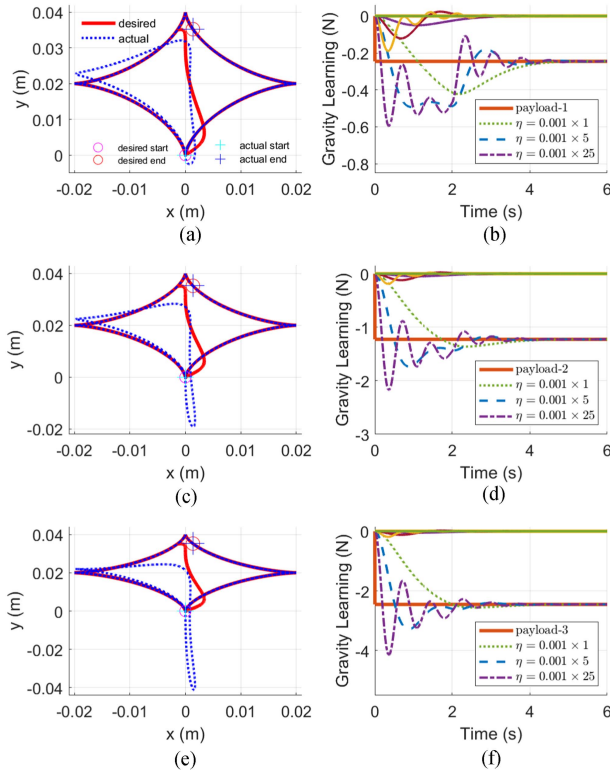 0.04
0.03
0.02
0.01
0
y (m)
desired
actual
desired start
desired end
actual start
actual end
-0.02 -0.01 0 0.01 0.02
x (m)
(a)
0
-0.2
-0.4
-0.6
-0.8
Gravity Learning (N)
payload-1
η = 0.001 × 1
η = 0.001 × 5
η = 0.001 × 25
0 2 4 6
Time (s)
(b)
0.04
0.02
0
-0.02
y (m)
-0.02 -0.01 0 0.01 0.02
x (m)
(c)
0
-1
-2
-3
Gravity Learning (N)
payload-2
η = 0.001 × 1
η = 0.001 × 5
η = 0.001 × 25
0 2 4 6
Time (s)
(d)
0.04
0.02
0
-0.02
-0.04
y (m)
-0.02 -0.01 0 0.01 0.02
x (m)
(e)
0
-2
-4
Gravity Learning (N)
payload-3
η = 0.001 × 1
η = 0.001 × 5
η = 0.001 × 25
0 2 4 6
Time (s)
(f)